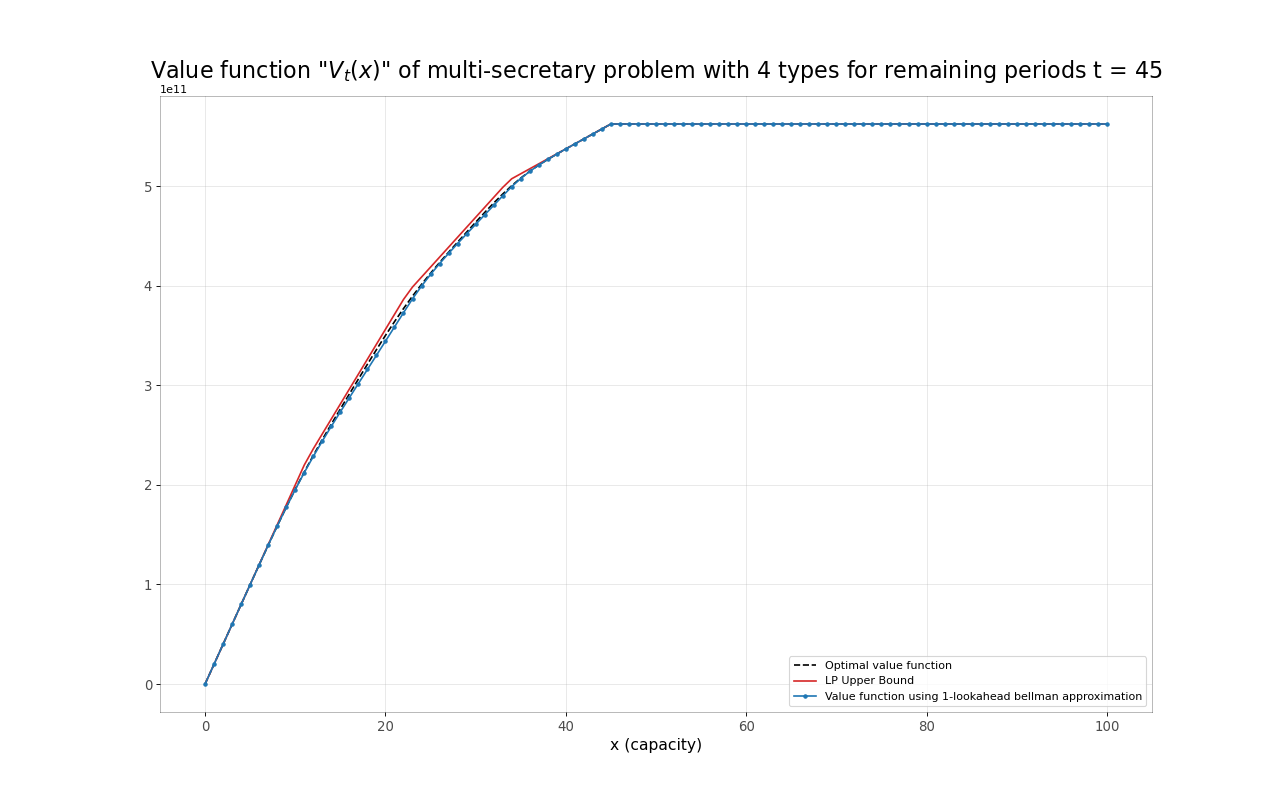 Value function "V_t(x)" of multi-secretary problem with 4 types for remaining periods t = 45
1e11
5
4
3
2
1
0
0 20 40 60 80 100
x (capacity)
Optimal value function
LP Upper Bound
Value function using 1-lookahead bellman approximation